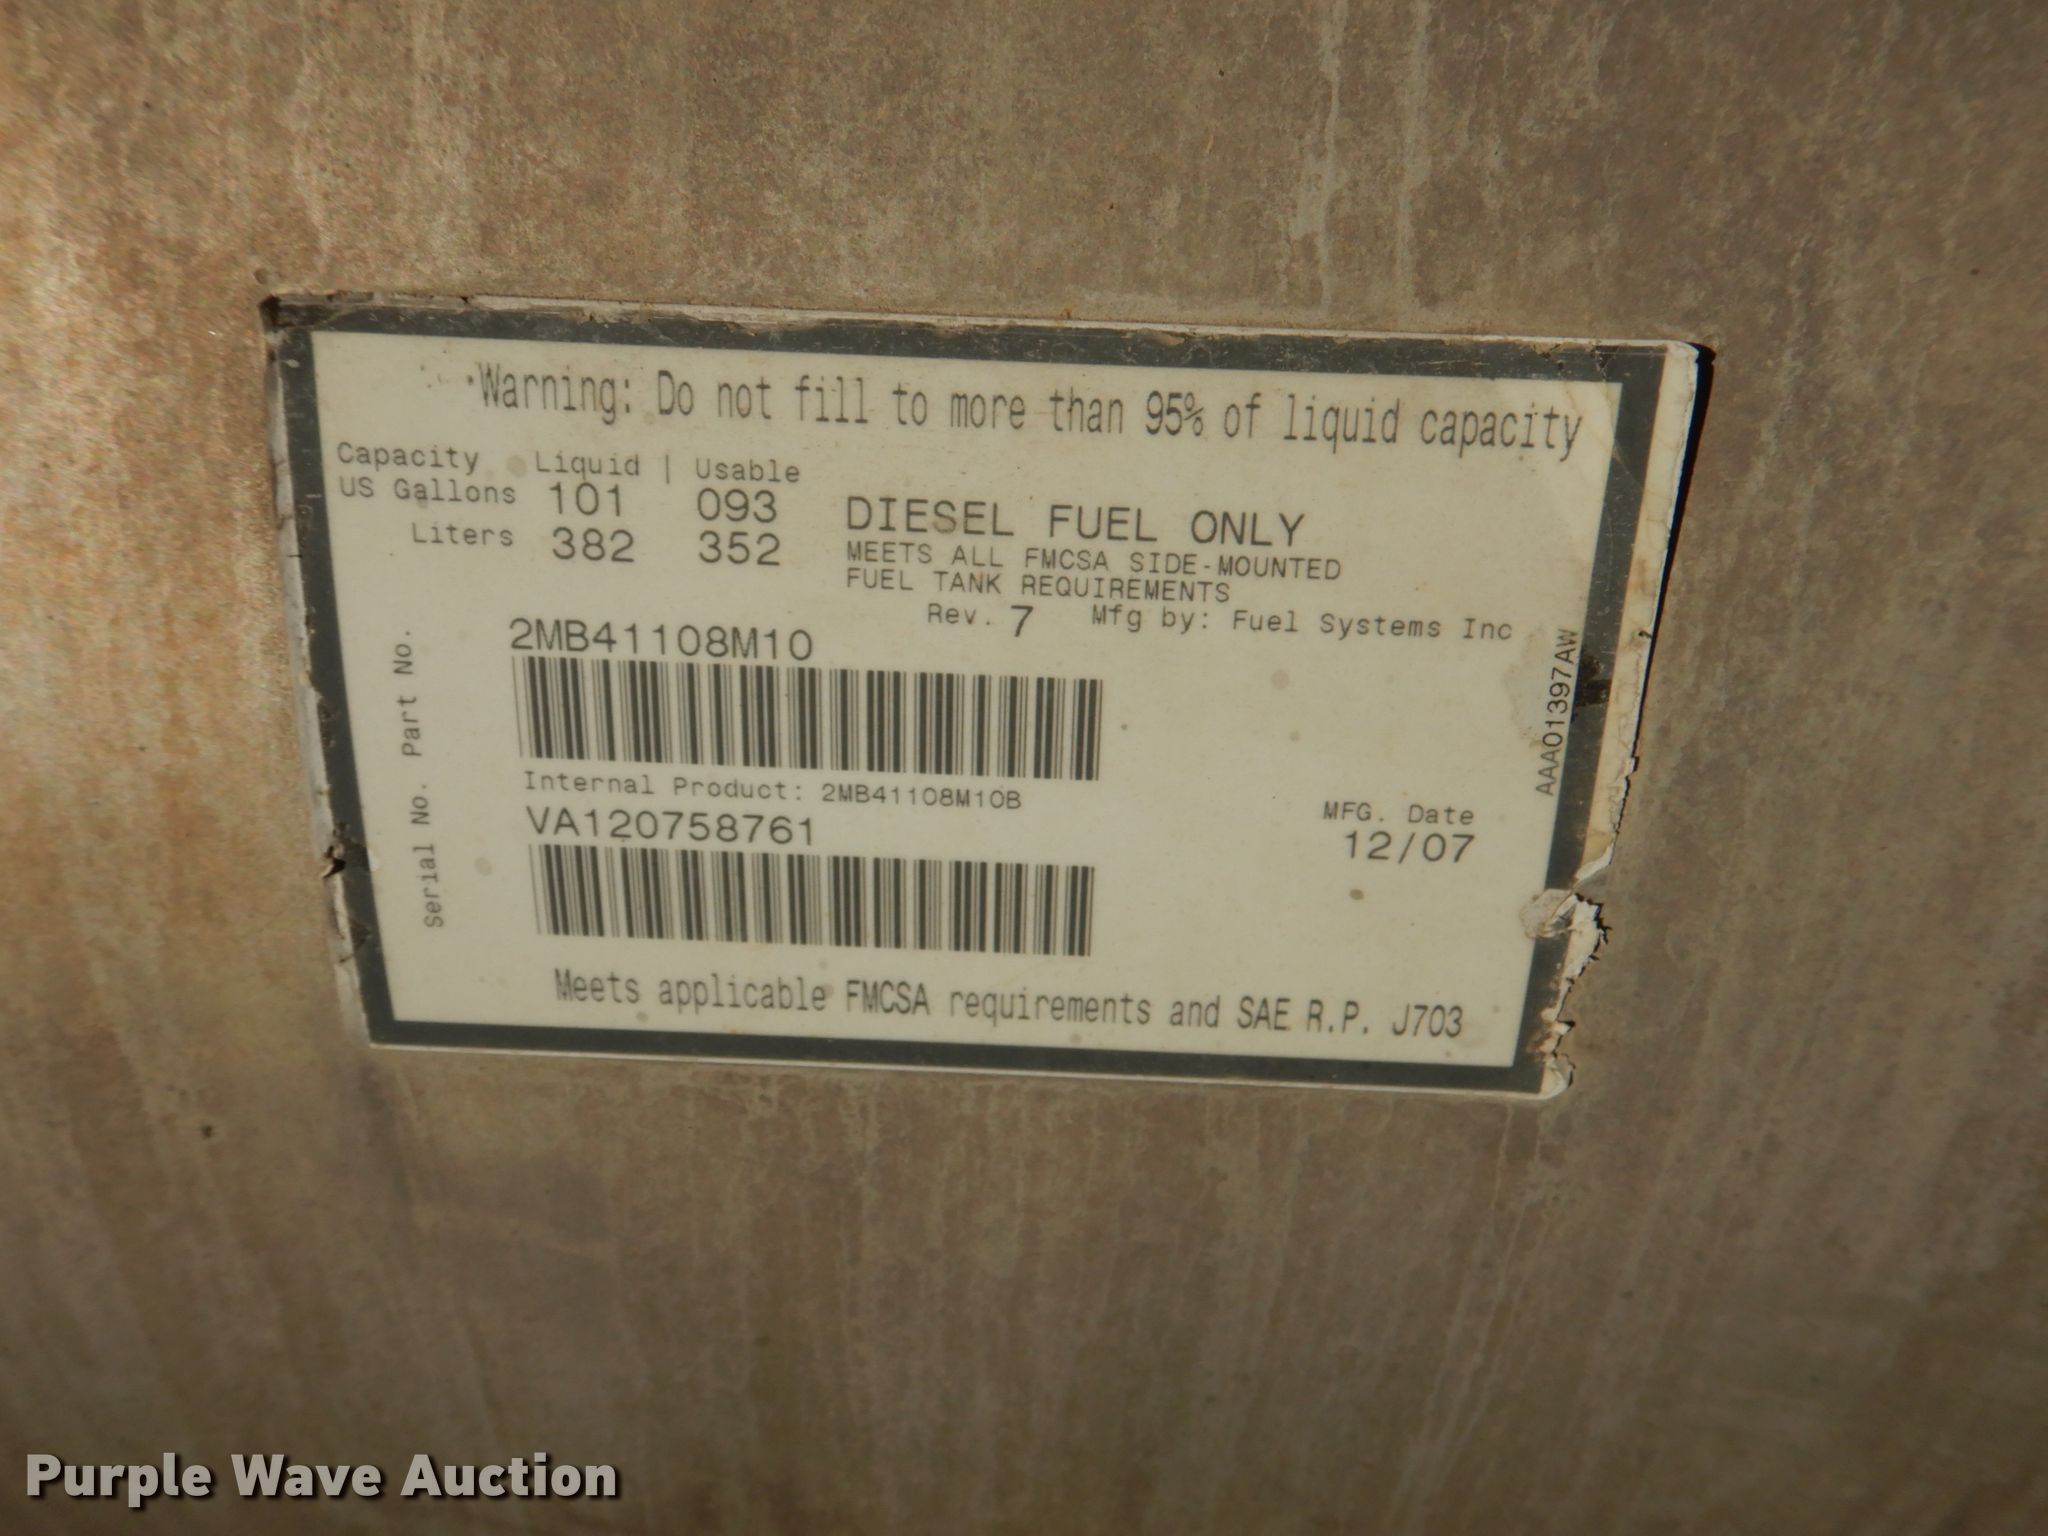 Warning: Do not fill to more than 95% of liquid capacity
Capacity Liquid | Usable
US Gallons 101 093
Liters 382 352
DIESEL FUEL ONLY
MEETS ALL FMCSA SIDE-MOUNTED
FUEL TANK REQUIREMENTS
Rev. 7 Mfg by: Fuel Systems Inc
Part No.
2MB41108M10
Internal Product: 2MB41108M10B
Serial No.
VA120758761
MFG. Date
12/07
AAA01397AW
Meets applicable FMCSA requirements and SAE R.P. J703
Purple Wave Auction